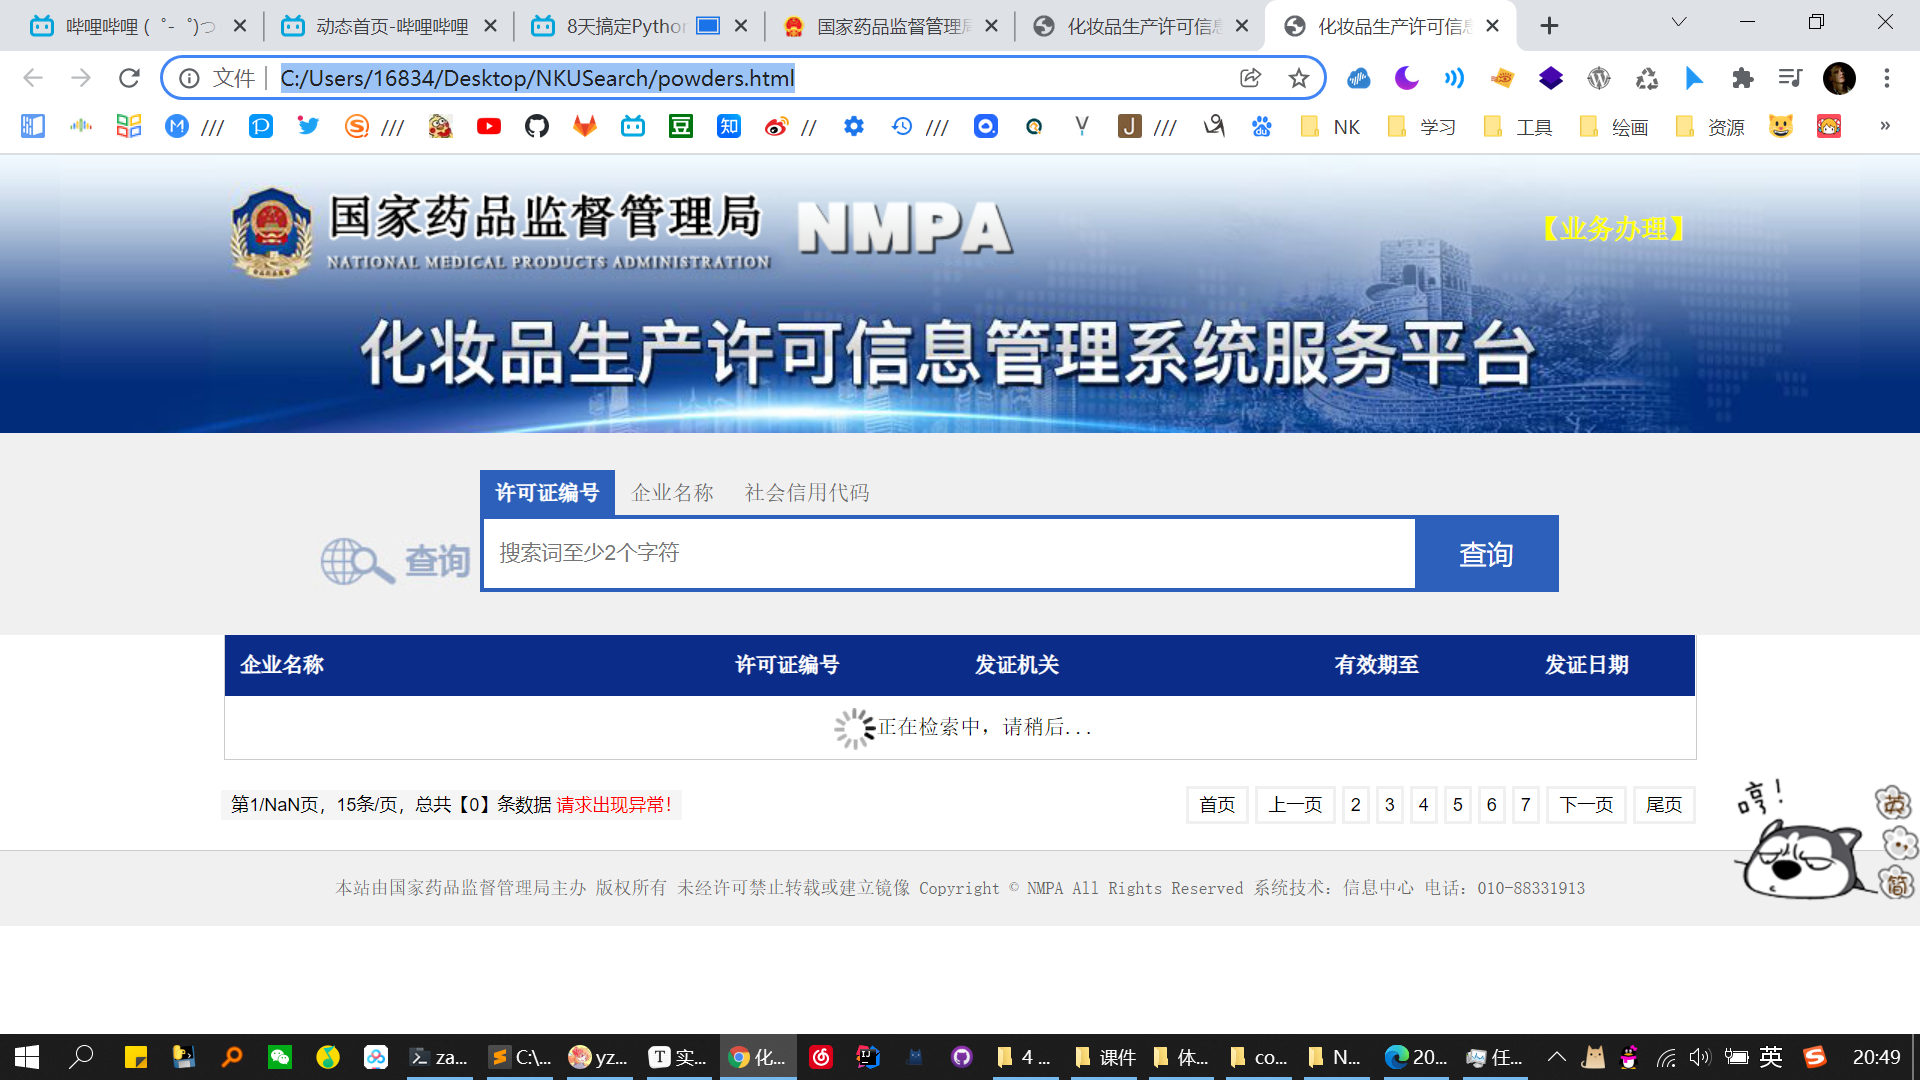 哔哩哔哩 (゜-゜)つ
动态首页-哔哩哔哩
8天搞定Python
国家药品监督管理局
化妆品生产许可信息
化妆品生产许可信息
文件 | C:/Users/16834/Desktop/NKUSearch/powders.html
///
///
//
///
///
NK
学习
工具
绘画
资源
»
国家药品监督管理局 NMPA
NATIONAL MEDICAL PRODUCTS ADMINISTRATION
【业务办理】
化妆品生产许可信息管理系统服务平台
许可证编号 企业名称 社会信用代码
查询 搜索词至少2个字符 查询
企业名称 许可证编号 发证机关 有效期至 发证日期
正在检索中，请稍后...
第1/NaN页，15条/页，总共【0】条数据 请求出现异常！
首页 上一页 2 3 4 5 6 7 下一页 尾页
哼！
英
简
本站由国家药品监督管理局主办 版权所有 未经许可禁止转载或建立镜像 Copyright © NMPA All Rights Reserved 系统技术：信息中心 电话：010-88331913
za... C:\... yz... 实... 化... 4 ... 课件 体... co... N... 20... 任... 英 20:49